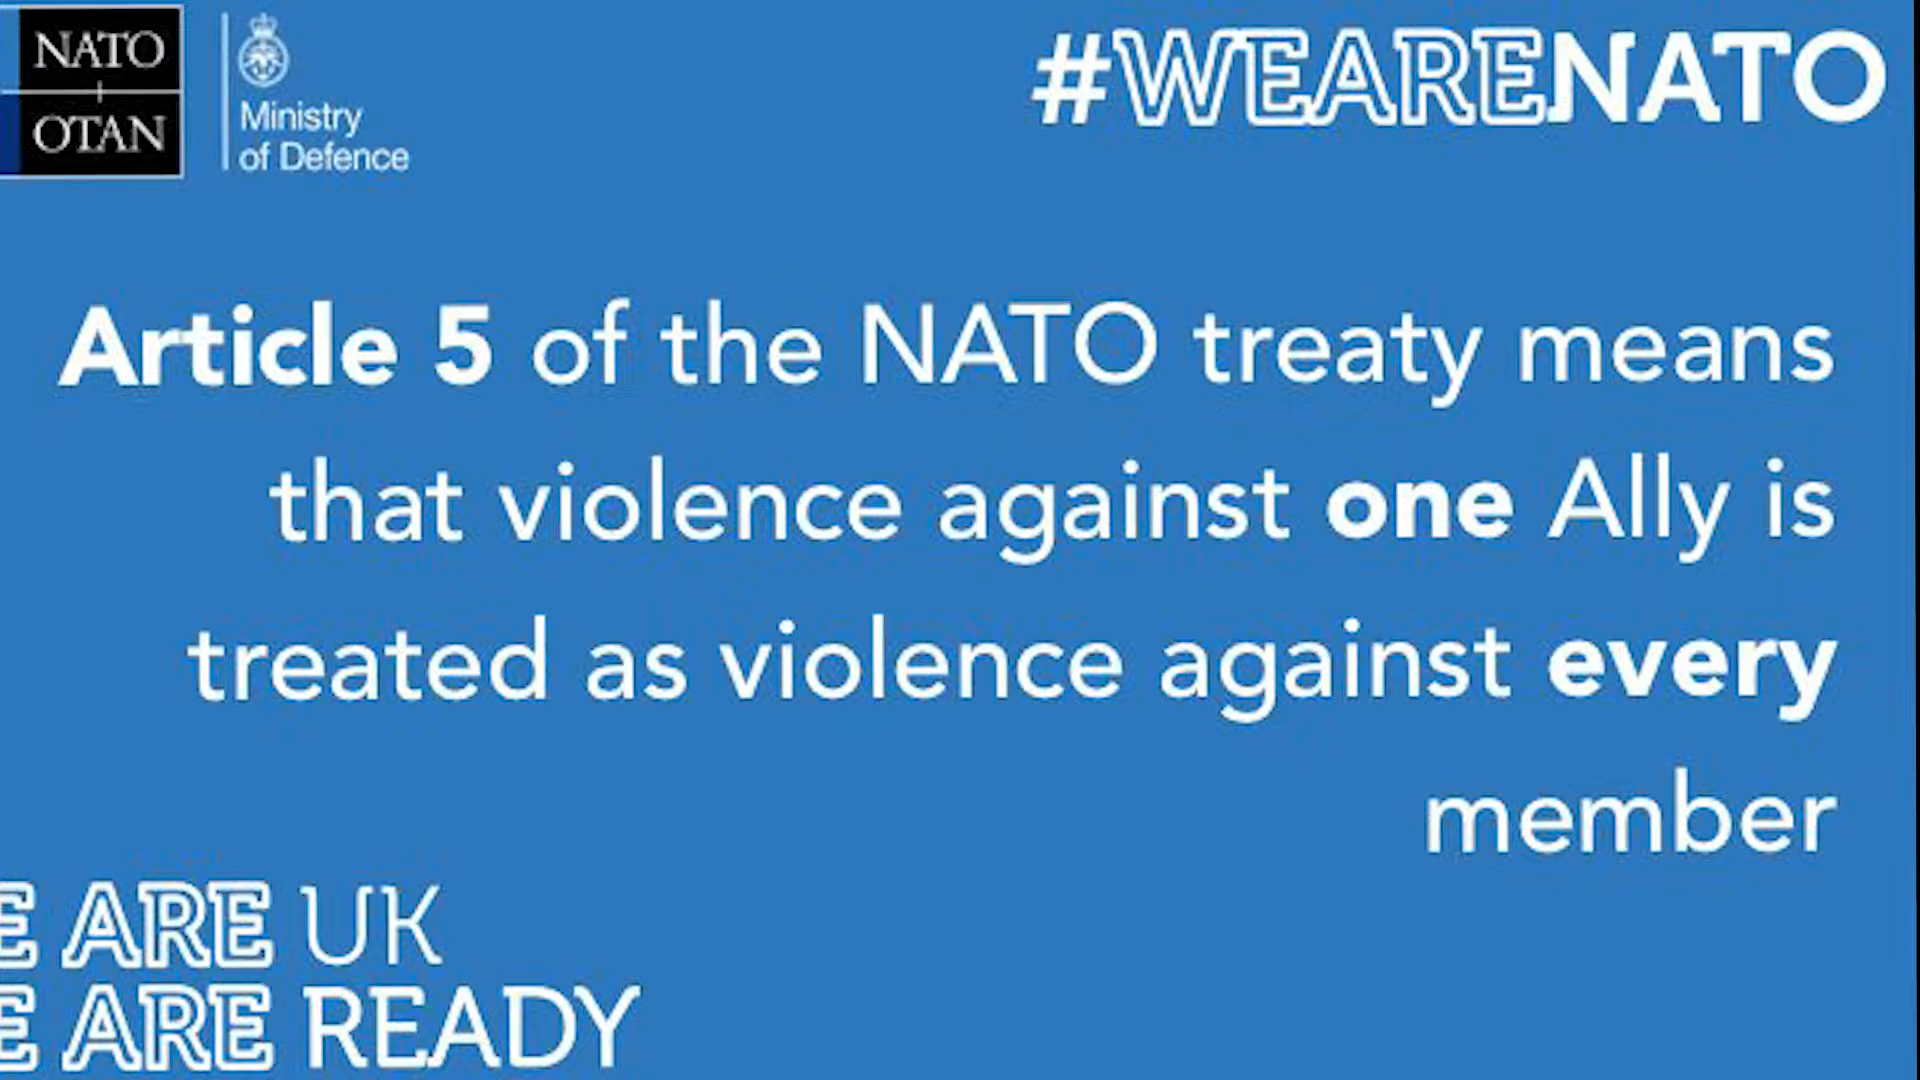 NATO
OTAN
Ministry
of Defence
#WEARENATO
Article 5 of the NATO treaty means
that violence against one Ally is
treated as violence against every
member
E ARE UK
E ARE READY